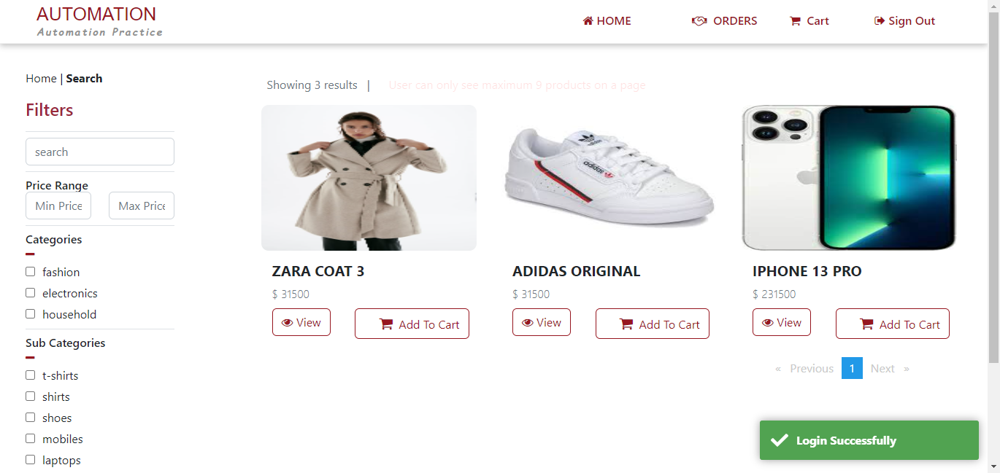 AUTOMATION
Automation Practice
HOME
ORDERS
Cart
Sign Out
Home | Search
Filters
search
Price Range
Min Price
Max Price
Categories
fashion
electronics
household
Sub Categories
t-shirts
shirts
shoes
mobiles
laptops
Showing 3 results |
User can only see maximum 9 products on a page
adidas
ZARA COAT 3
$ 31500
View
Add To Cart
ADIDAS ORIGINAL
$ 31500
View
Add To Cart
IPHONE 13 PRO
$ 231500
View
Add To Cart
« Previous 1 Next »
Login Successfully